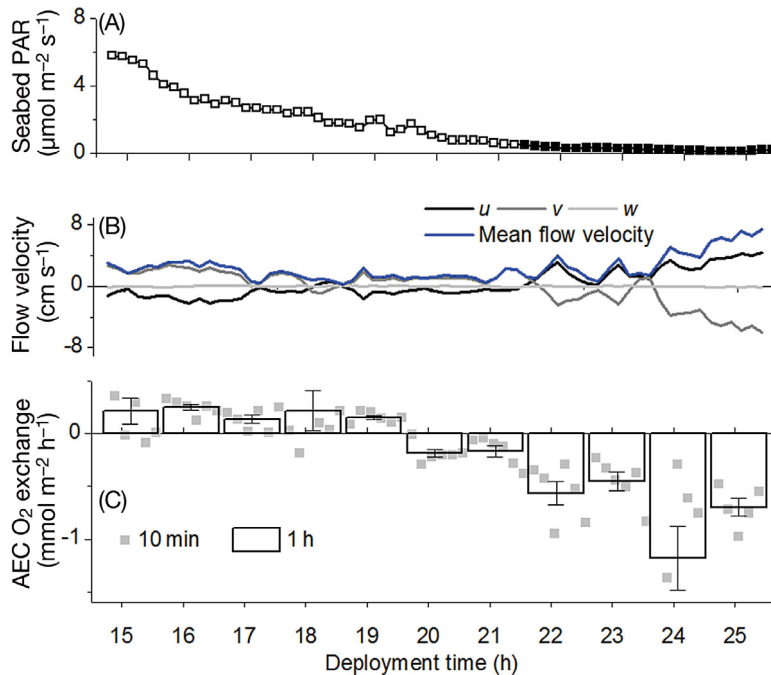 (A)
Seabed PAR
(µmol m−2 s−1)
8
4
0
(B)
u v w
Mean flow velocity
Flow velocity
(cm s−1)
8
0
-8
(C)
AEC O2 exchange
(mmol m−2 h−1)
0
-1
10 min 1 h
15 16 17 18 19 20 21 22 23 24 25
Deployment time (h)